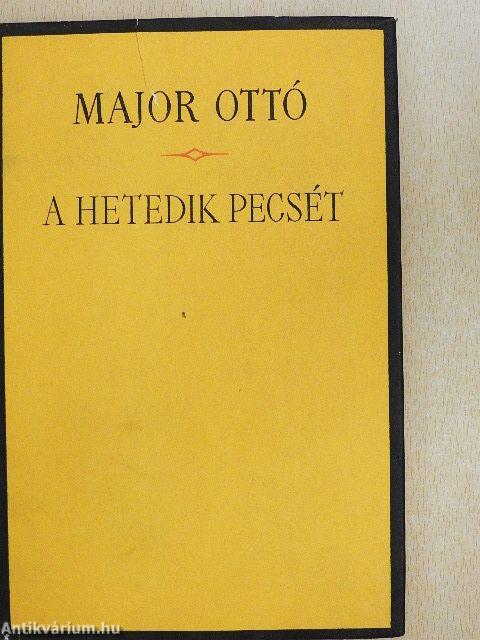 MAJOR OTTÓ
A HETEDIK PECSÉT
Antikvárium.hu